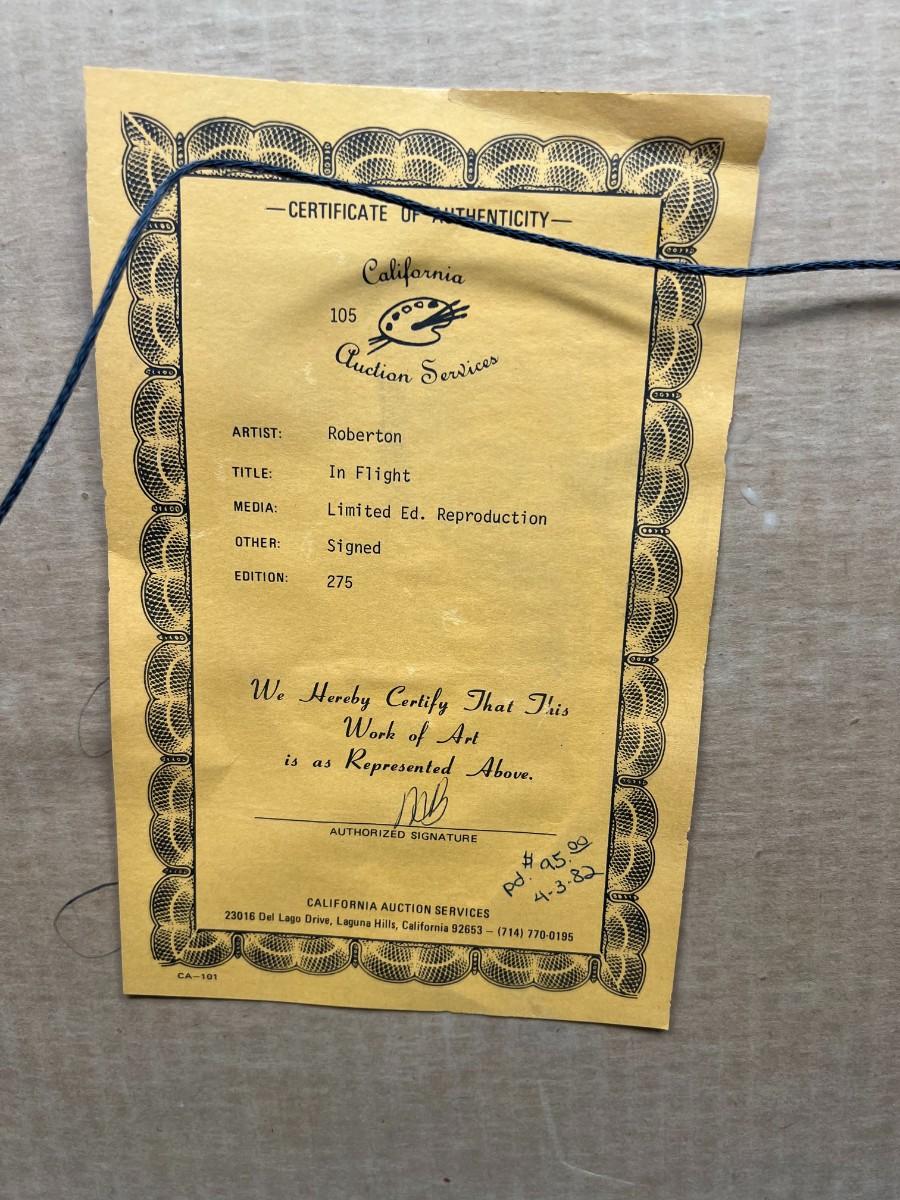 —CERTIFICATE OF AUTHENTICITY—
California
105
Auction Services
ARTIST: Roberton
TITLE: In Flight
MEDIA: Limited Ed. Reproduction
OTHER: Signed
EDITION: 275
We Hereby Certify That This
Work of Art
is as Represented Above.
AUTHORIZED SIGNATURE
pd. # 95.00
4-3-82
CALIFORNIA AUCTION SERVICES
23016 Del Lago Drive, Laguna Hills, California 92653 – (714) 770-0195
CA–101